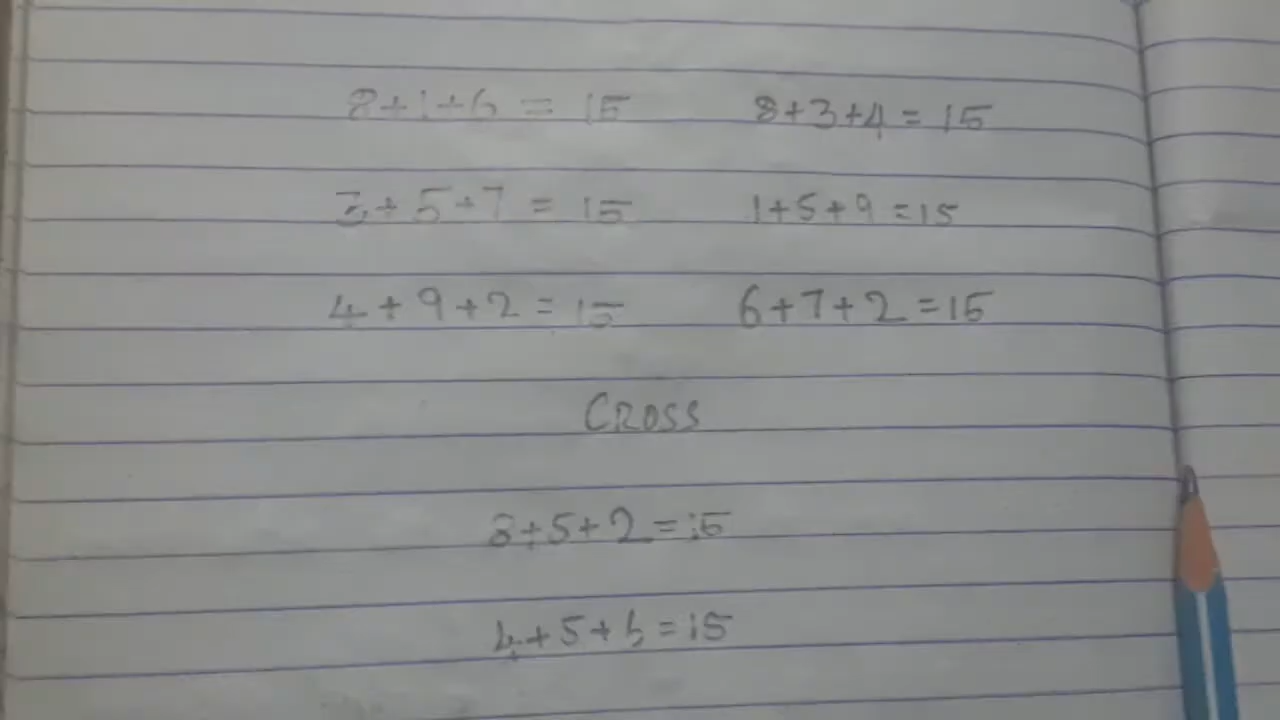 8+1+6 = 15 8+3+4 = 15
3+5+7 = 15 1+5+9 =15
4+9+2 = 15 6+7+2 =15
CROSS
8+5+2 =15
4+5+6 =15